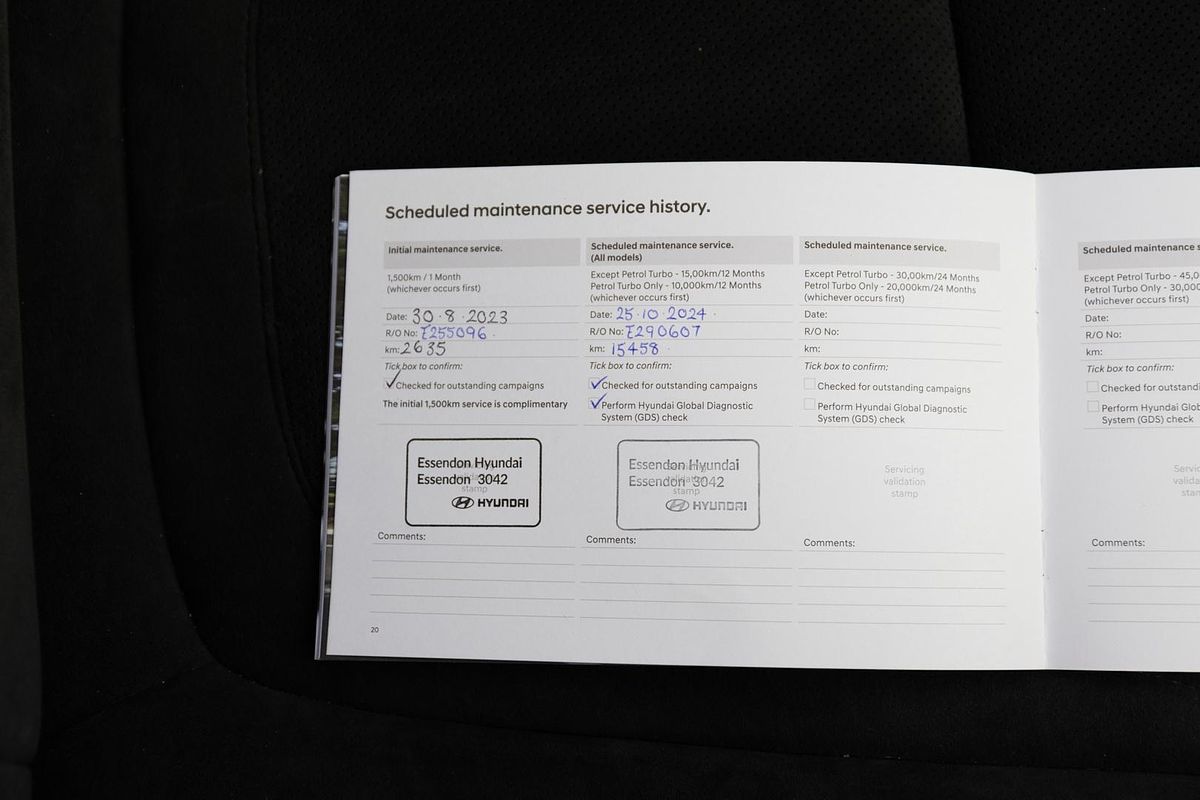 Scheduled maintenance service history.
Initial maintenance service.
1,500km / 1 Month
(whichever occurs first)
Date: 30·8·2023
R/O No: E255096
km: 2635
Tick box to confirm:
Checked for outstanding campaigns
The initial 1,500km service is complimentary
Essendon Hyundai
Essendon 3042
HYUNDAI
Comments:
20
Scheduled maintenance service.
(All models)
Except Petrol Turbo - 15,00km/12 Months
Petrol Turbo Only - 10,000km/12 Months
(whichever occurs first)
Date: 25·10·2024
R/O No: E290607
km: 15458
Tick box to confirm:
Checked for outstanding campaigns
Perform Hyundai Global Diagnostic
System (GDS) check
Essendon Hyundai
Essendon 3042
HYUNDAI
Comments:
Scheduled maintenance service.
Except Petrol Turbo - 30,00km/24 Months
Petrol Turbo Only - 20,000km/24 Months
(whichever occurs first)
Date:
R/O No:
km:
Tick box to confirm:
Checked for outstanding campaigns
Perform Hyundai Global Diagnostic
System (GDS) check
Servicing
validation
stamp
Comments:
Scheduled maintenance s
Except Petrol Turbo - 45,0
Petrol Turbo Only - 30,000
(whichever occurs first)
Date:
R/O No:
km:
Tick box to confirm:
Checked for outstandi
Perform Hyundai Glob
System (GDS) check
Servic
valida
stam
Comments: